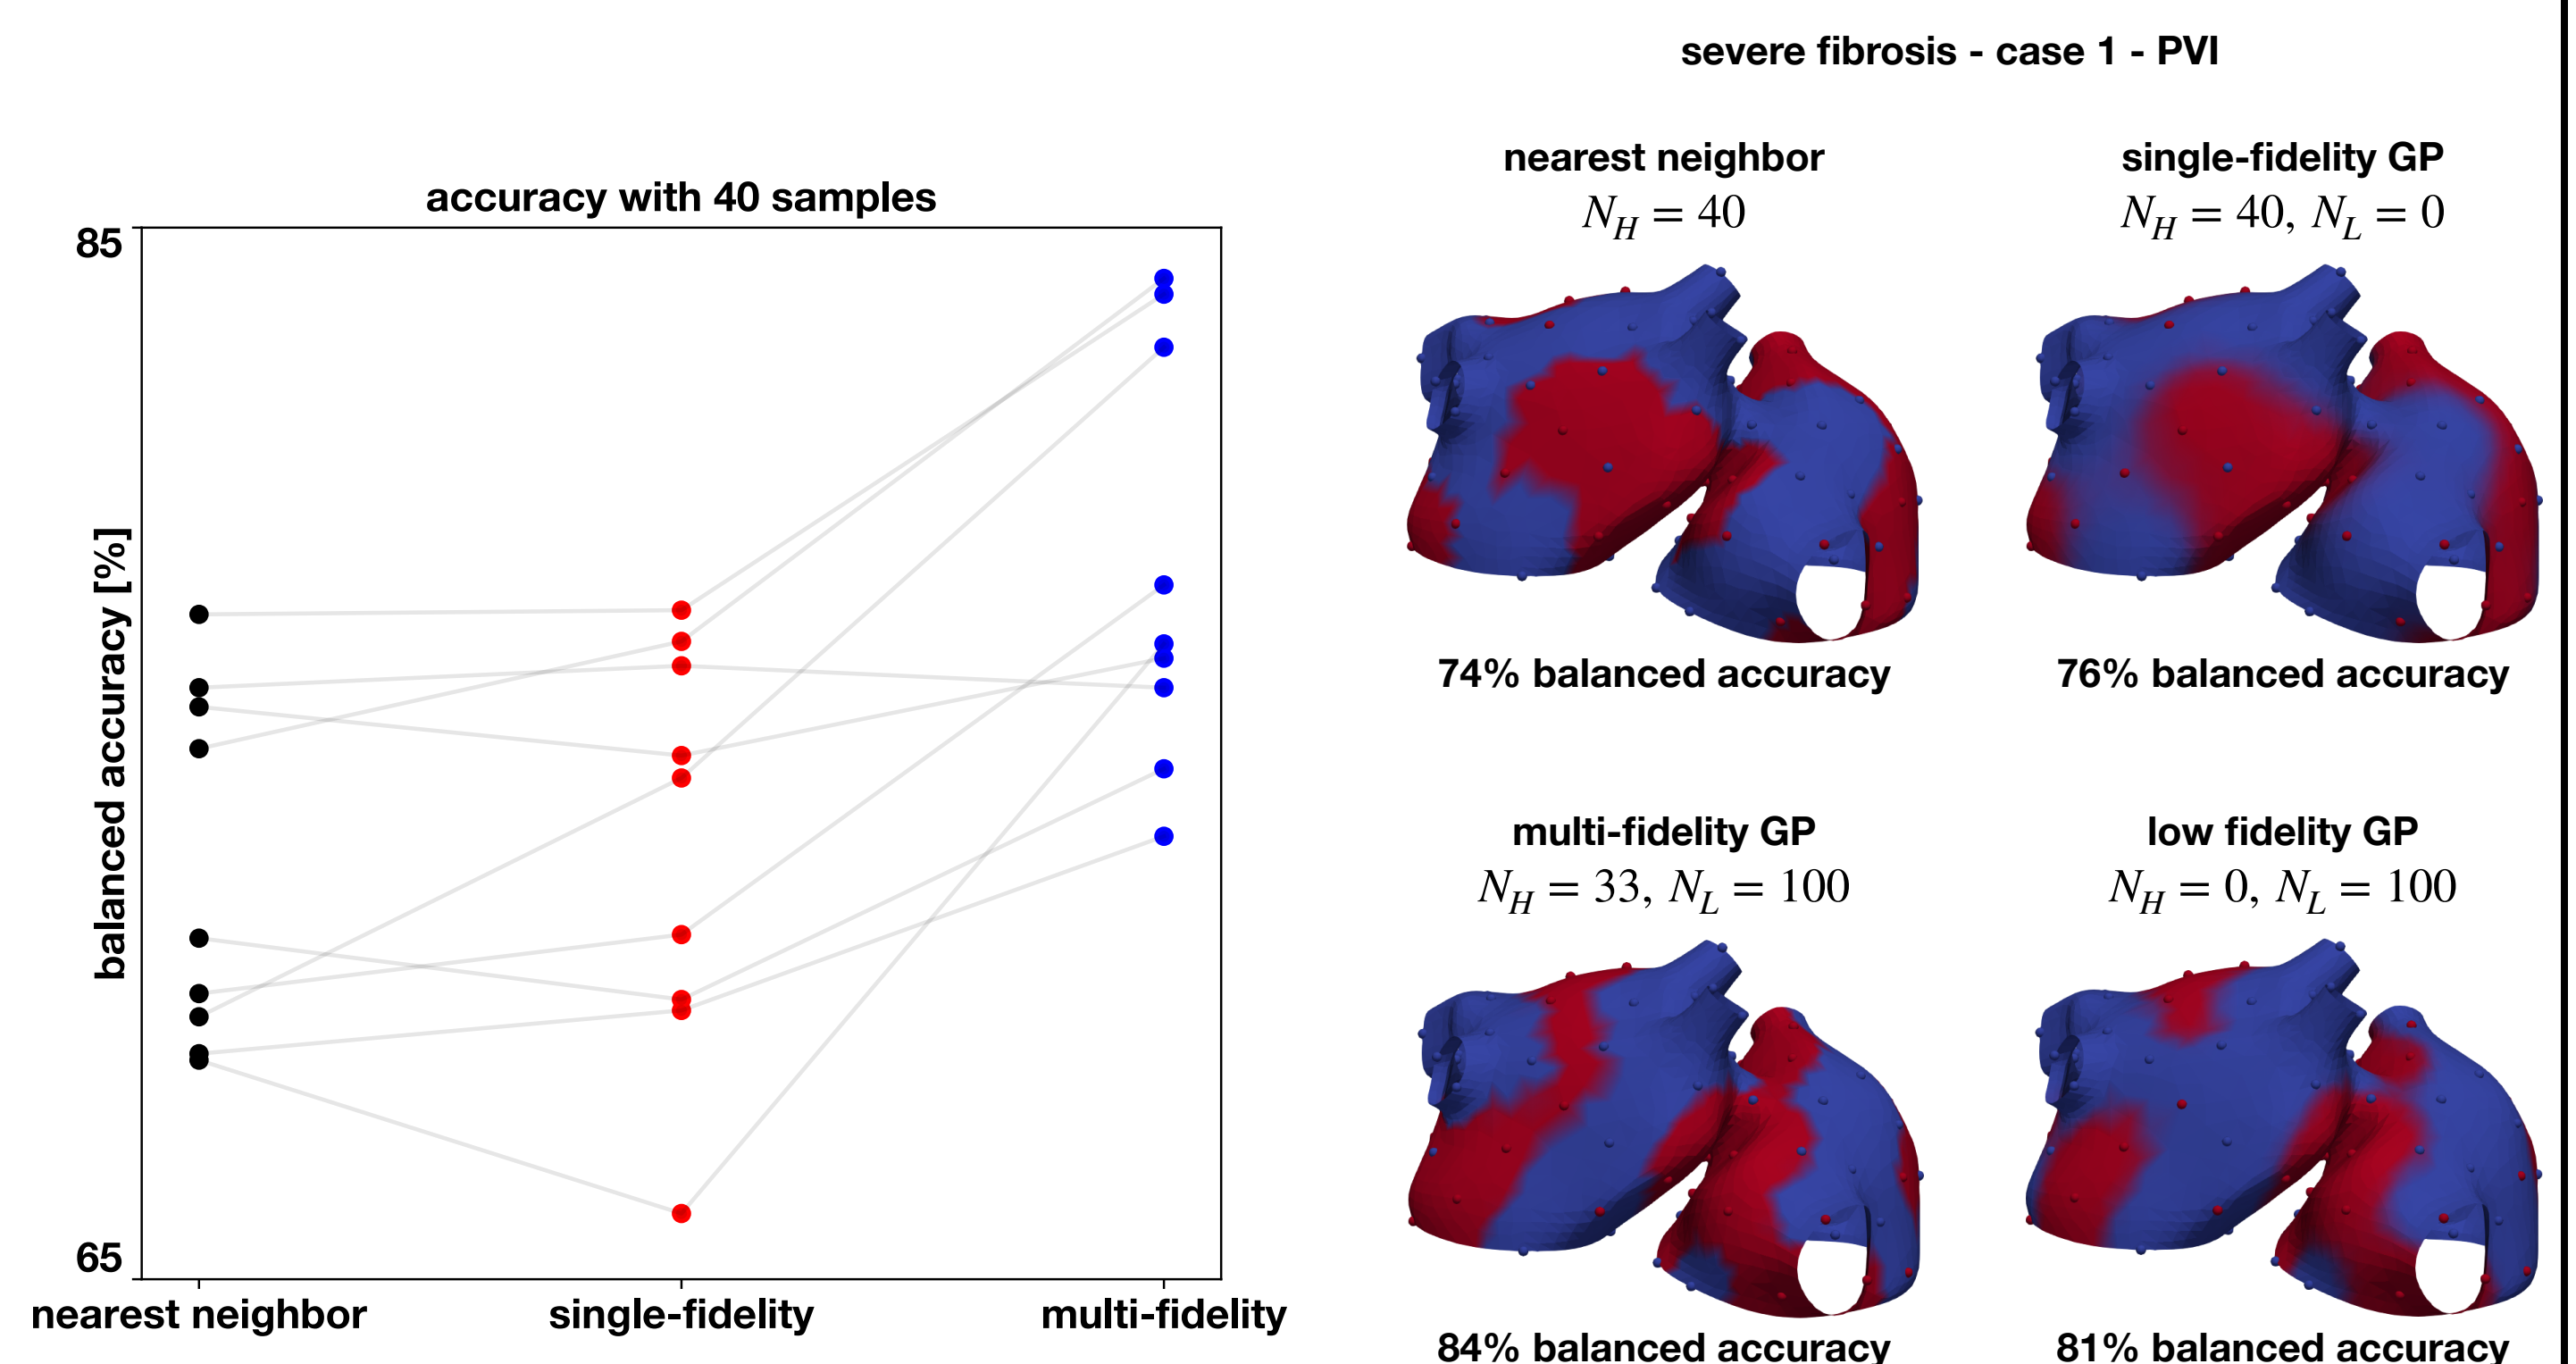 severe fibrosis - case 1 - PVI
accuracy with 40 samples
85
balanced accuracy [%]
65
nearest neighbor
single-fidelity
multi-fidelity
nearest neighbor
N_H = 40
74% balanced accuracy
single-fidelity GP
N_H = 40, N_L = 0
76% balanced accuracy
multi-fidelity GP
N_H = 33, N_L = 100
84% balanced accuracy
low fidelity GP
N_H = 0, N_L = 100
81% balanced accuracy